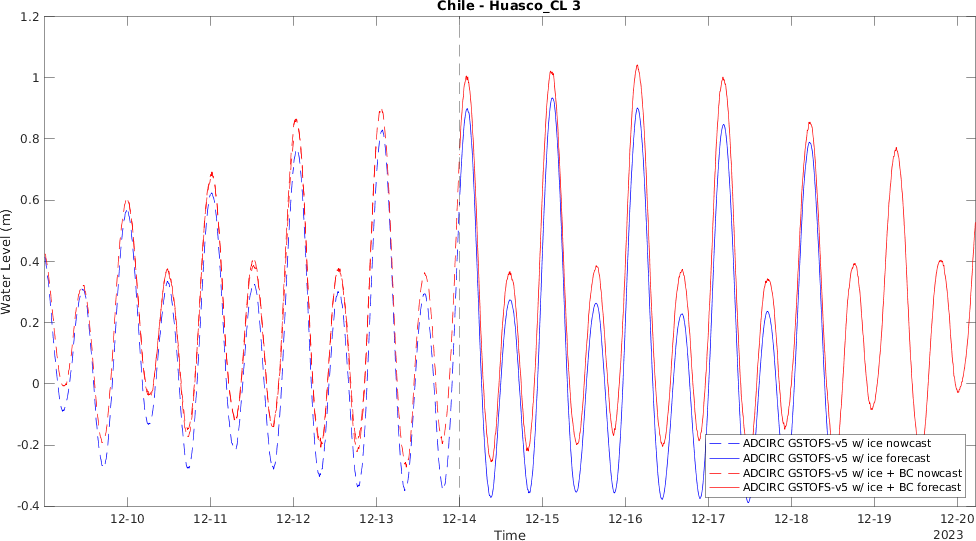 Chile - Huasco_CL 3
Water Level (m)
1.2
1
0.8
0.6
0.4
0.2
0
-0.2
-0.4
ADCIRC GSTOFS-v5 w/ ice nowcast
ADCIRC GSTOFS-v5 w/ ice forecast
ADCIRC GSTOFS-v5 w/ ice + BC nowcast
ADCIRC GSTOFS-v5 w/ ice + BC forecast
12-10 12-11 12-12 12-13 12-14 12-15 12-16 12-17 12-18 12-19 12-20
Time
2023